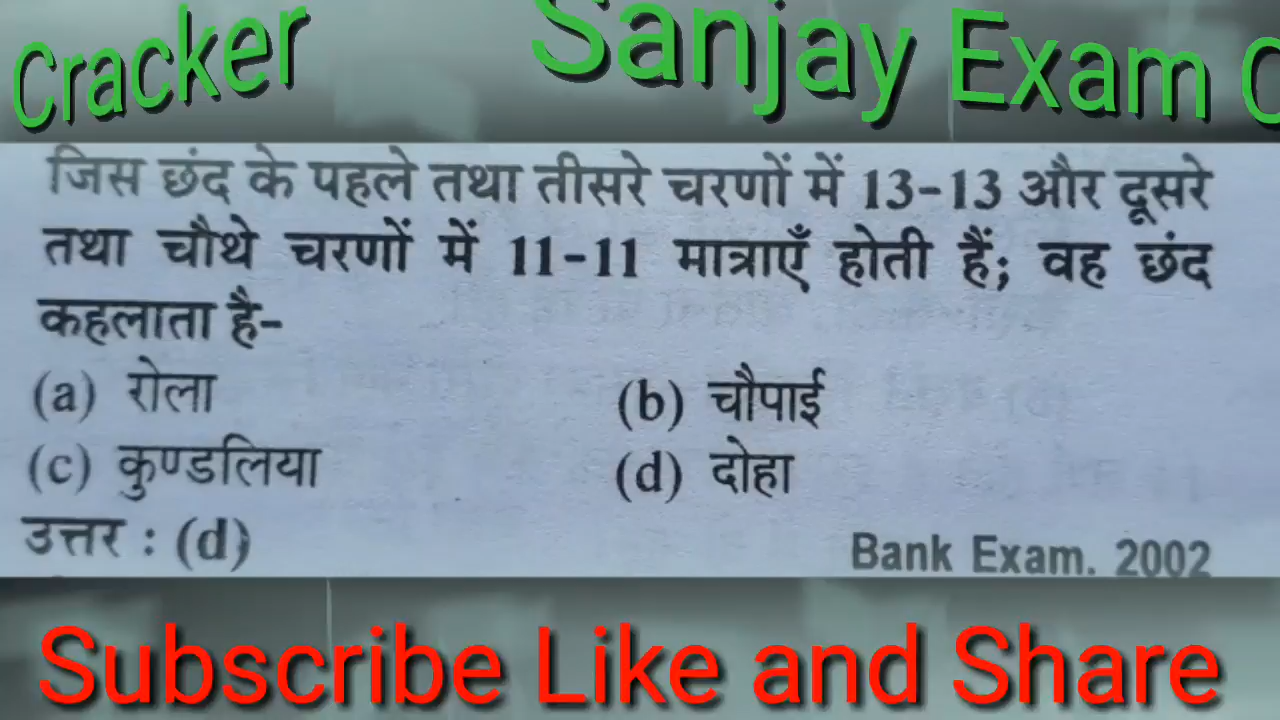 Cracker Sanjay Exam C
जिस छंद के पहले तथा तीसरे चरणों में 13-13 और दूसरे
तथा चौथे चरणों में 11-11 मात्राएँ होती हैं; वह छंद
कहलाता है-
(a) रोला (b) चौपाई
(c) कुण्डलिया (d) दोहा
उत्तर : (d) Bank Exam. 2002
Subscribe Like and Share